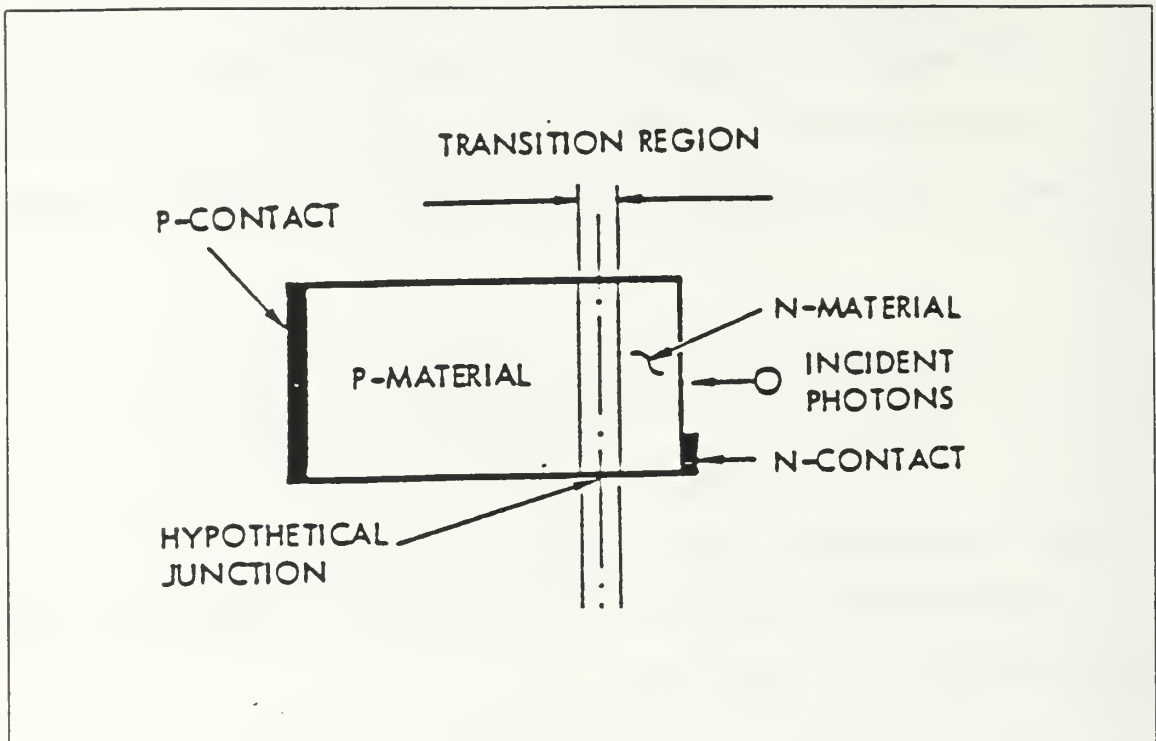 TRANSITION REGION
P-CONTACT
N-MATERIAL
P-MATERIAL
INCIDENT
PHOTONS
N-CONTACT
HYPOTHETICAL
JUNCTION